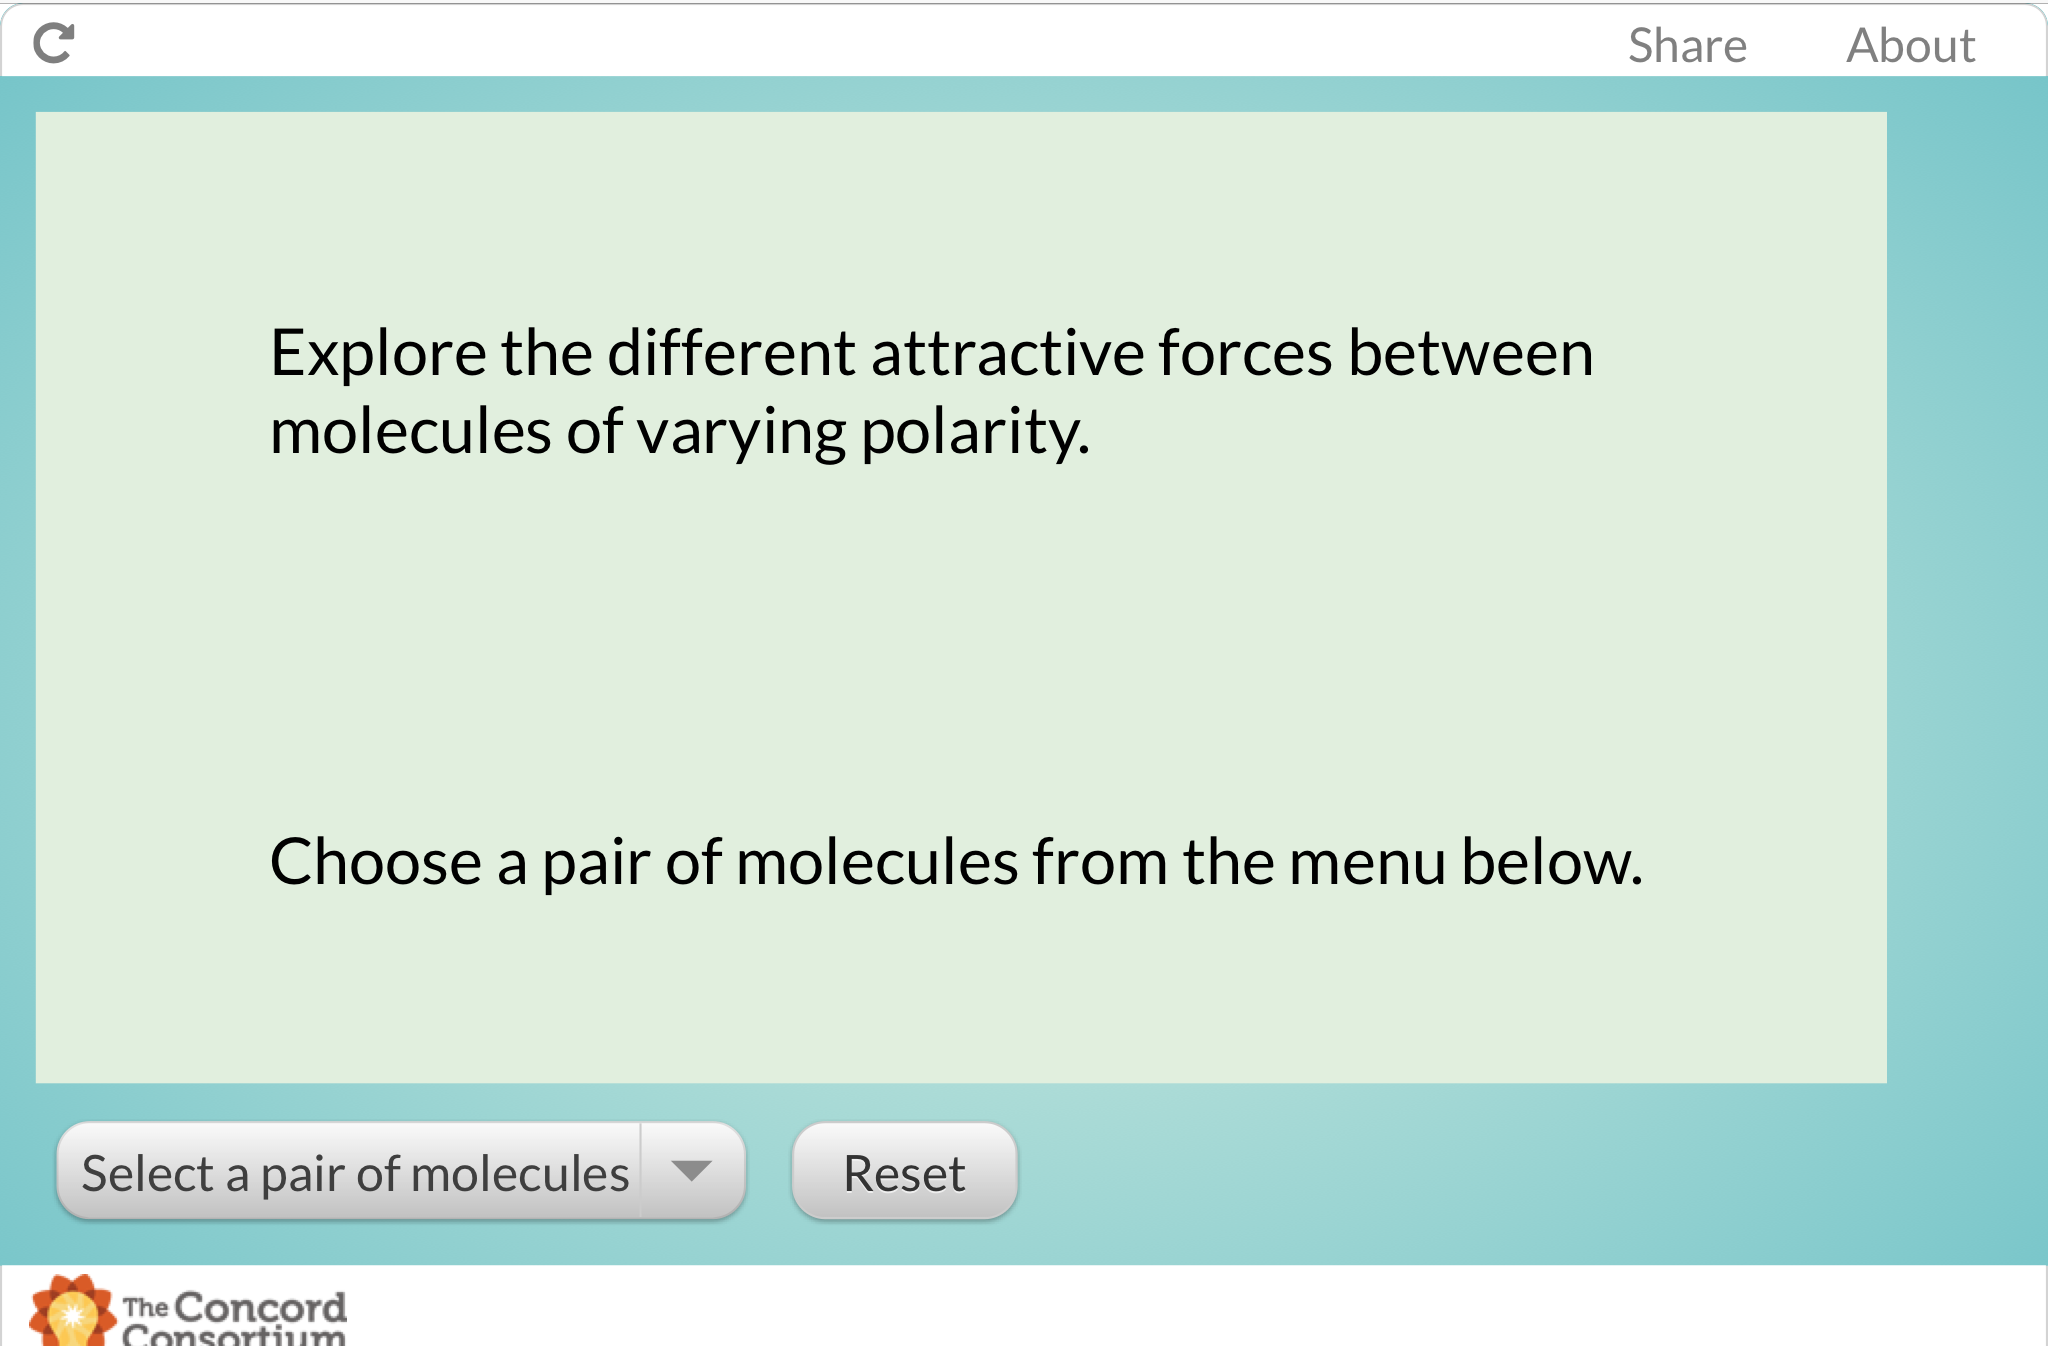 Share About
Explore the different attractive forces between
molecules of varying polarity.
Choose a pair of molecules from the menu below.
Select a pair of molecules
Reset
The Concord
Consortium